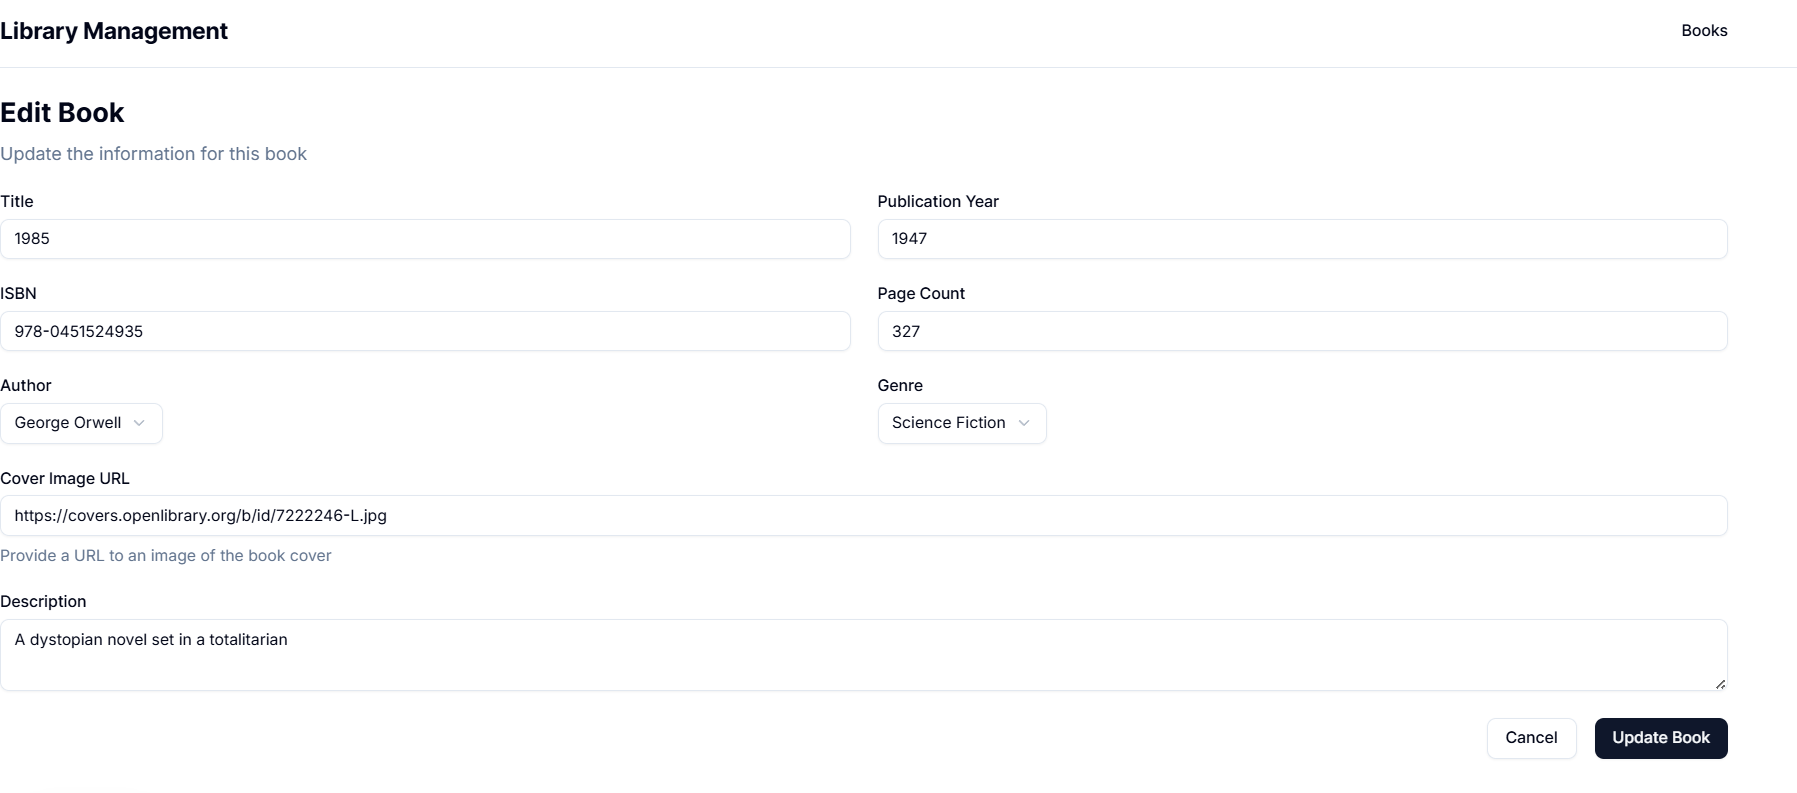 Library Management
Books
Edit Book
Update the information for this book
Title
1985
Publication Year
1947
ISBN
978-0451524935
Page Count
327
Author
George Orwell
Genre
Science Fiction
Cover Image URL
https://covers.openlibrary.org/b/id/7222246-L.jpg
Provide a URL to an image of the book cover
Description
A dystopian novel set in a totalitarian
Cancel
Update Book